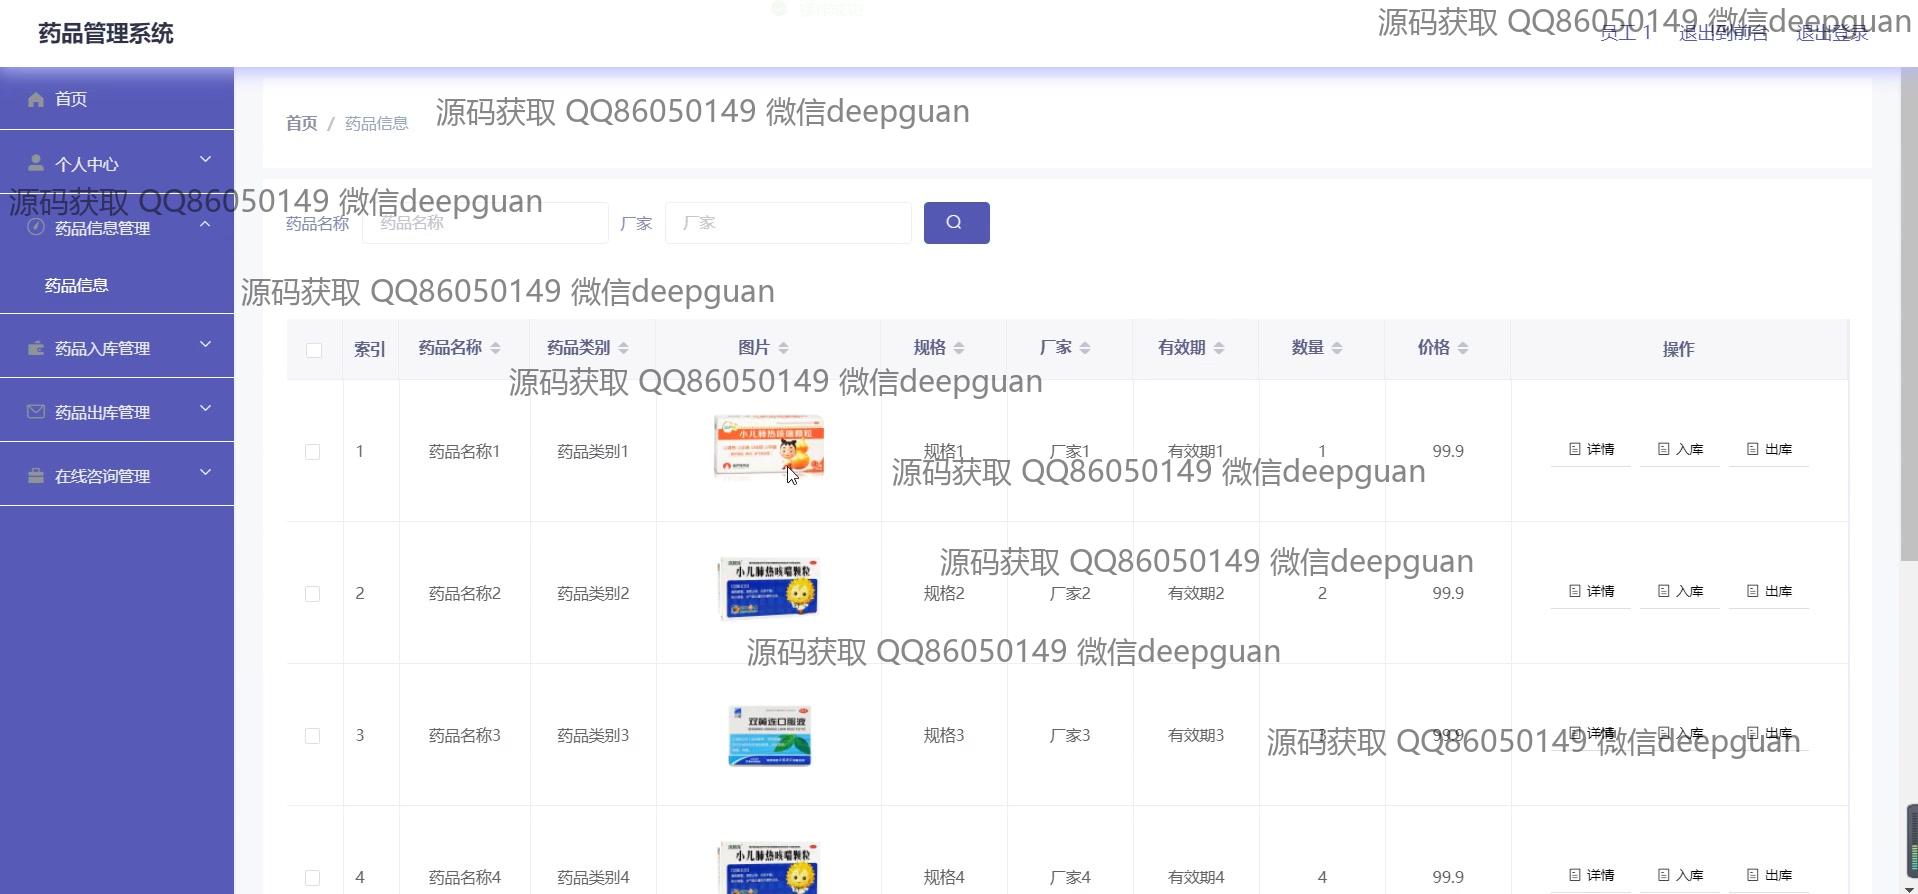 药品管理系统
源码获取 QQ86050149 微信deepguan
员工 1 退出到前台 退出登录
首页
个人中心
药品信息管理
药品信息
药品入库管理
药品出库管理
在线咨询管理
首页 / 药品信息
源码获取 QQ86050149 微信deepguan
源码获取 QQ86050149 微信deepguan
药品名称 药品名称 厂家 厂家
源码获取 QQ86050149 微信deepguan
索引 药品名称 药品类别 图片 规格 厂家 有效期 数量 价格 操作
源码获取 QQ86050149 微信deepguan
小儿肺热咳喘颗粒
1 药品名称1 药品类别1 规格1 厂家1 有效期1 1 99.9 详情 入库 出库
源码获取 QQ86050149 微信deepguan
源码获取 QQ86050149 微信deepguan
小儿肺热咳喘颗粒
2 药品名称2 药品类别2 规格2 厂家2 有效期2 2 99.9 详情 入库 出库
源码获取 QQ86050149 微信deepguan
双黄连口服液
3 药品名称3 药品类别3 规格3 厂家3 有效期3 3 99.9 详情 入库 出库
源码获取 QQ86050149 微信deepguan
小儿肺热咳喘颗粒
4 药品名称4 药品类别4 规格4 厂家4 有效期4 4 99.9 详情 入库 出库